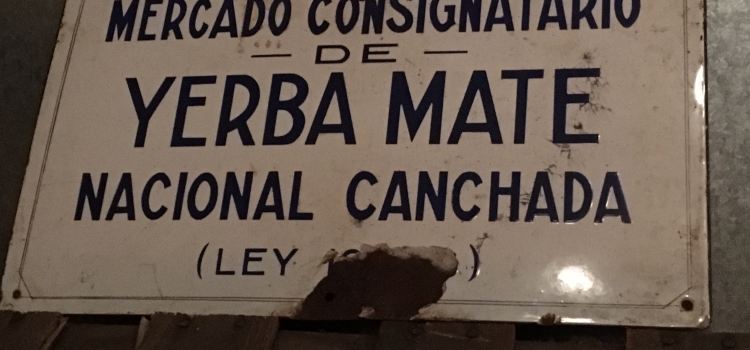 MERCADO CONSIGNATARIO
— DE —
YERBA MATE
NACIONAL CANCHADA
(LEY )